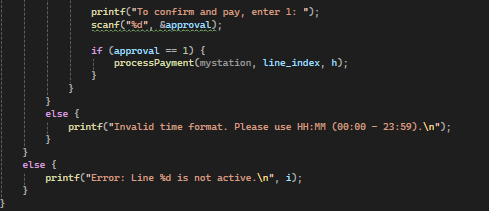 printf("To confirm and pay, enter 1: ");
scanf("%d", &approval);
if (approval == 1) {
processPayment(mystation, line_index, h);
}
}
}
else {
printf("Invalid time format. Please use HH:MM (00:00 - 23:59).\n");
}
}
else {
printf("Error: Line %d is not active.\n", i);
}
}